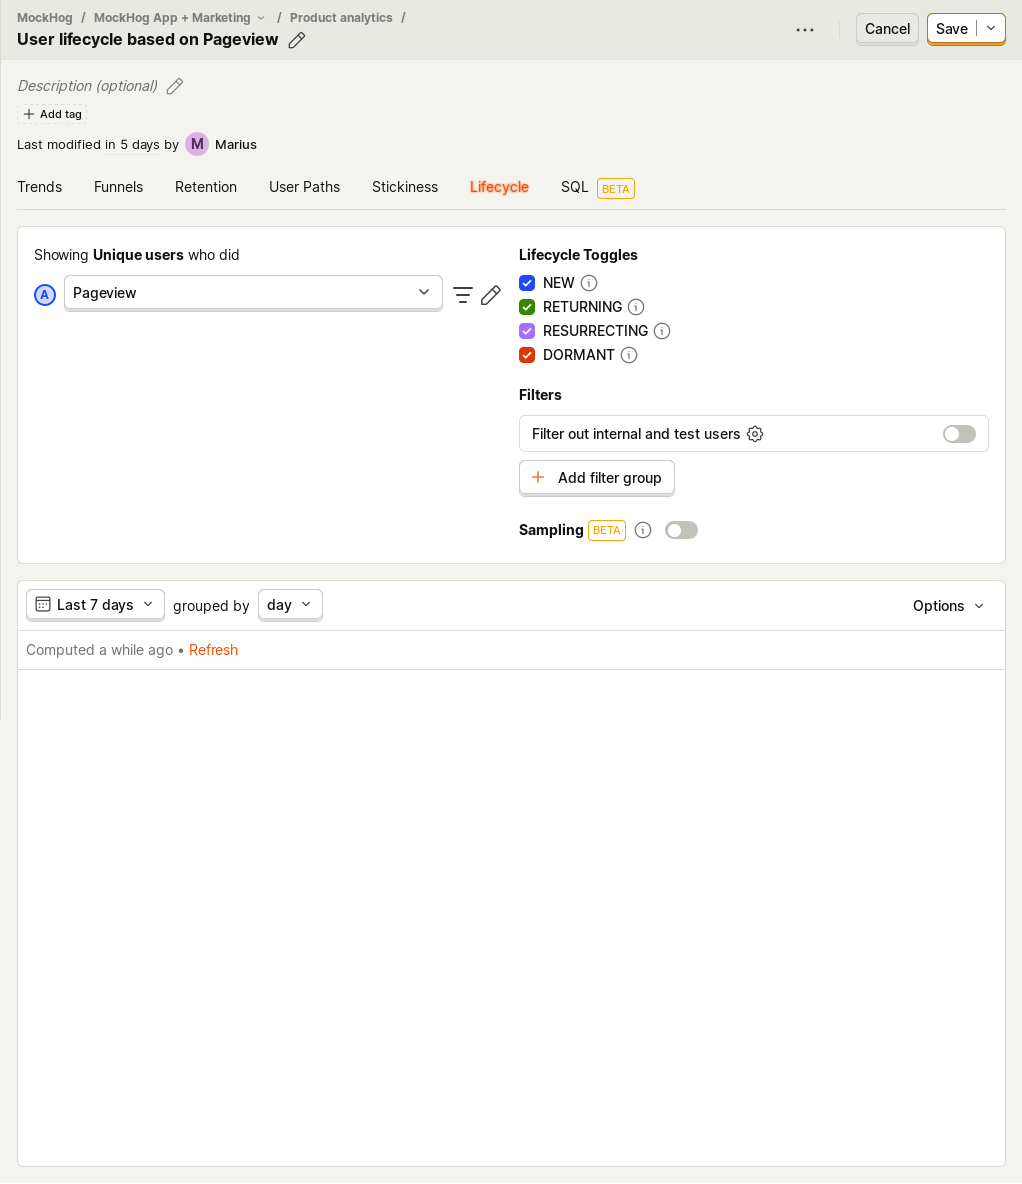 MockHog / MockHog App + Marketing / Product analytics /
User lifecycle based on Pageview
Cancel
Save
Description (optional)
Add tag
Last modified in 5 days by M Marius
Trends Funnels Retention User Paths Stickiness Lifecycle SQL BETA
Showing Unique users who did
A Pageview
Lifecycle Toggles
NEW
RETURNING
RESURRECTING
DORMANT
Filters
Filter out internal and test users
Add filter group
Sampling BETA
Last 7 days grouped by day
Options
Computed a while ago • Refresh